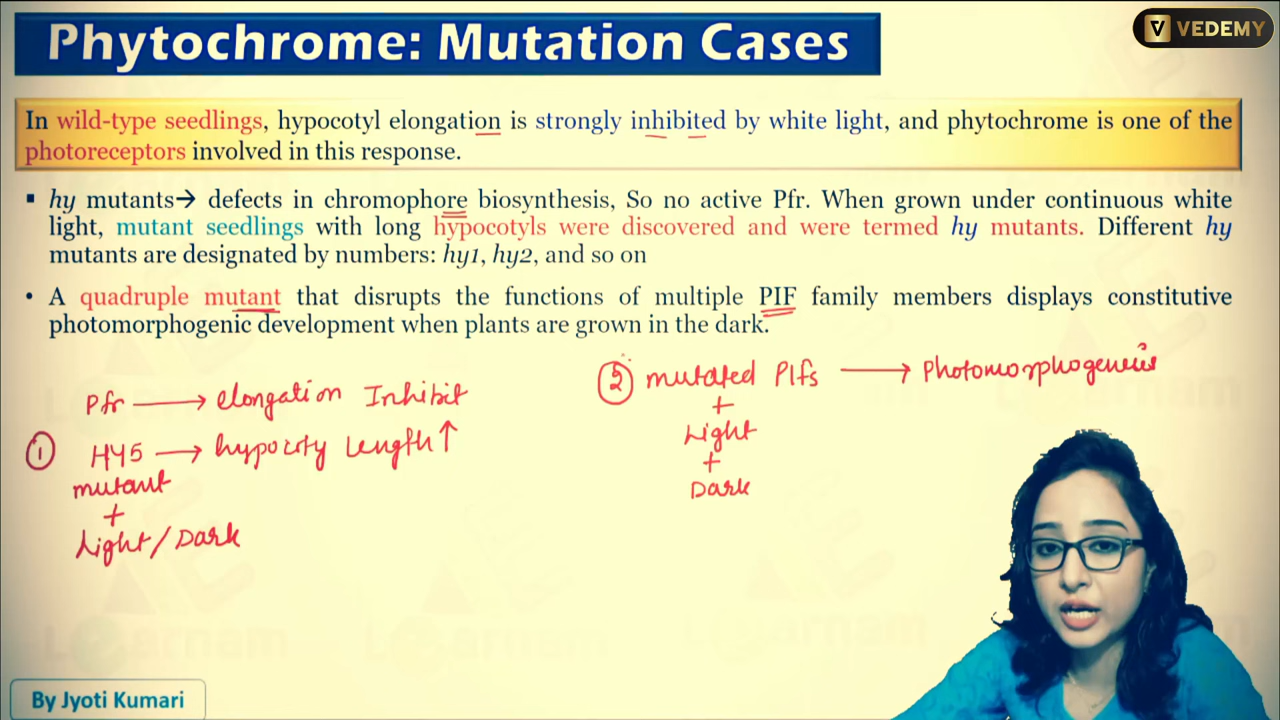 Phytochrome: Mutation Cases
VEDEMY
In wild-type seedlings, hypocotyl elongation is strongly inhibited by white light, and phytochrome is one of the
photoreceptors involved in this response.
▪ hy mutants→ defects in chromophore biosynthesis, So no active Pfr. When grown under continuous white
light, mutant seedlings with long hypocotyls were discovered and were termed hy mutants. Different hy
mutants are designated by numbers: hy1, hy2, and so on
• A quadruple mutant that disrupts the functions of multiple PIF family members displays constitutive
photomorphogenic development when plants are grown in the dark.
Pfr → elongation Inhibit
① HY5 → hypocoty Length ↑
mutant
+
Light/Dark
② mutated PIfs → Photomorphogenesis
+
Light
+
Dark
By Jyoti Kumari